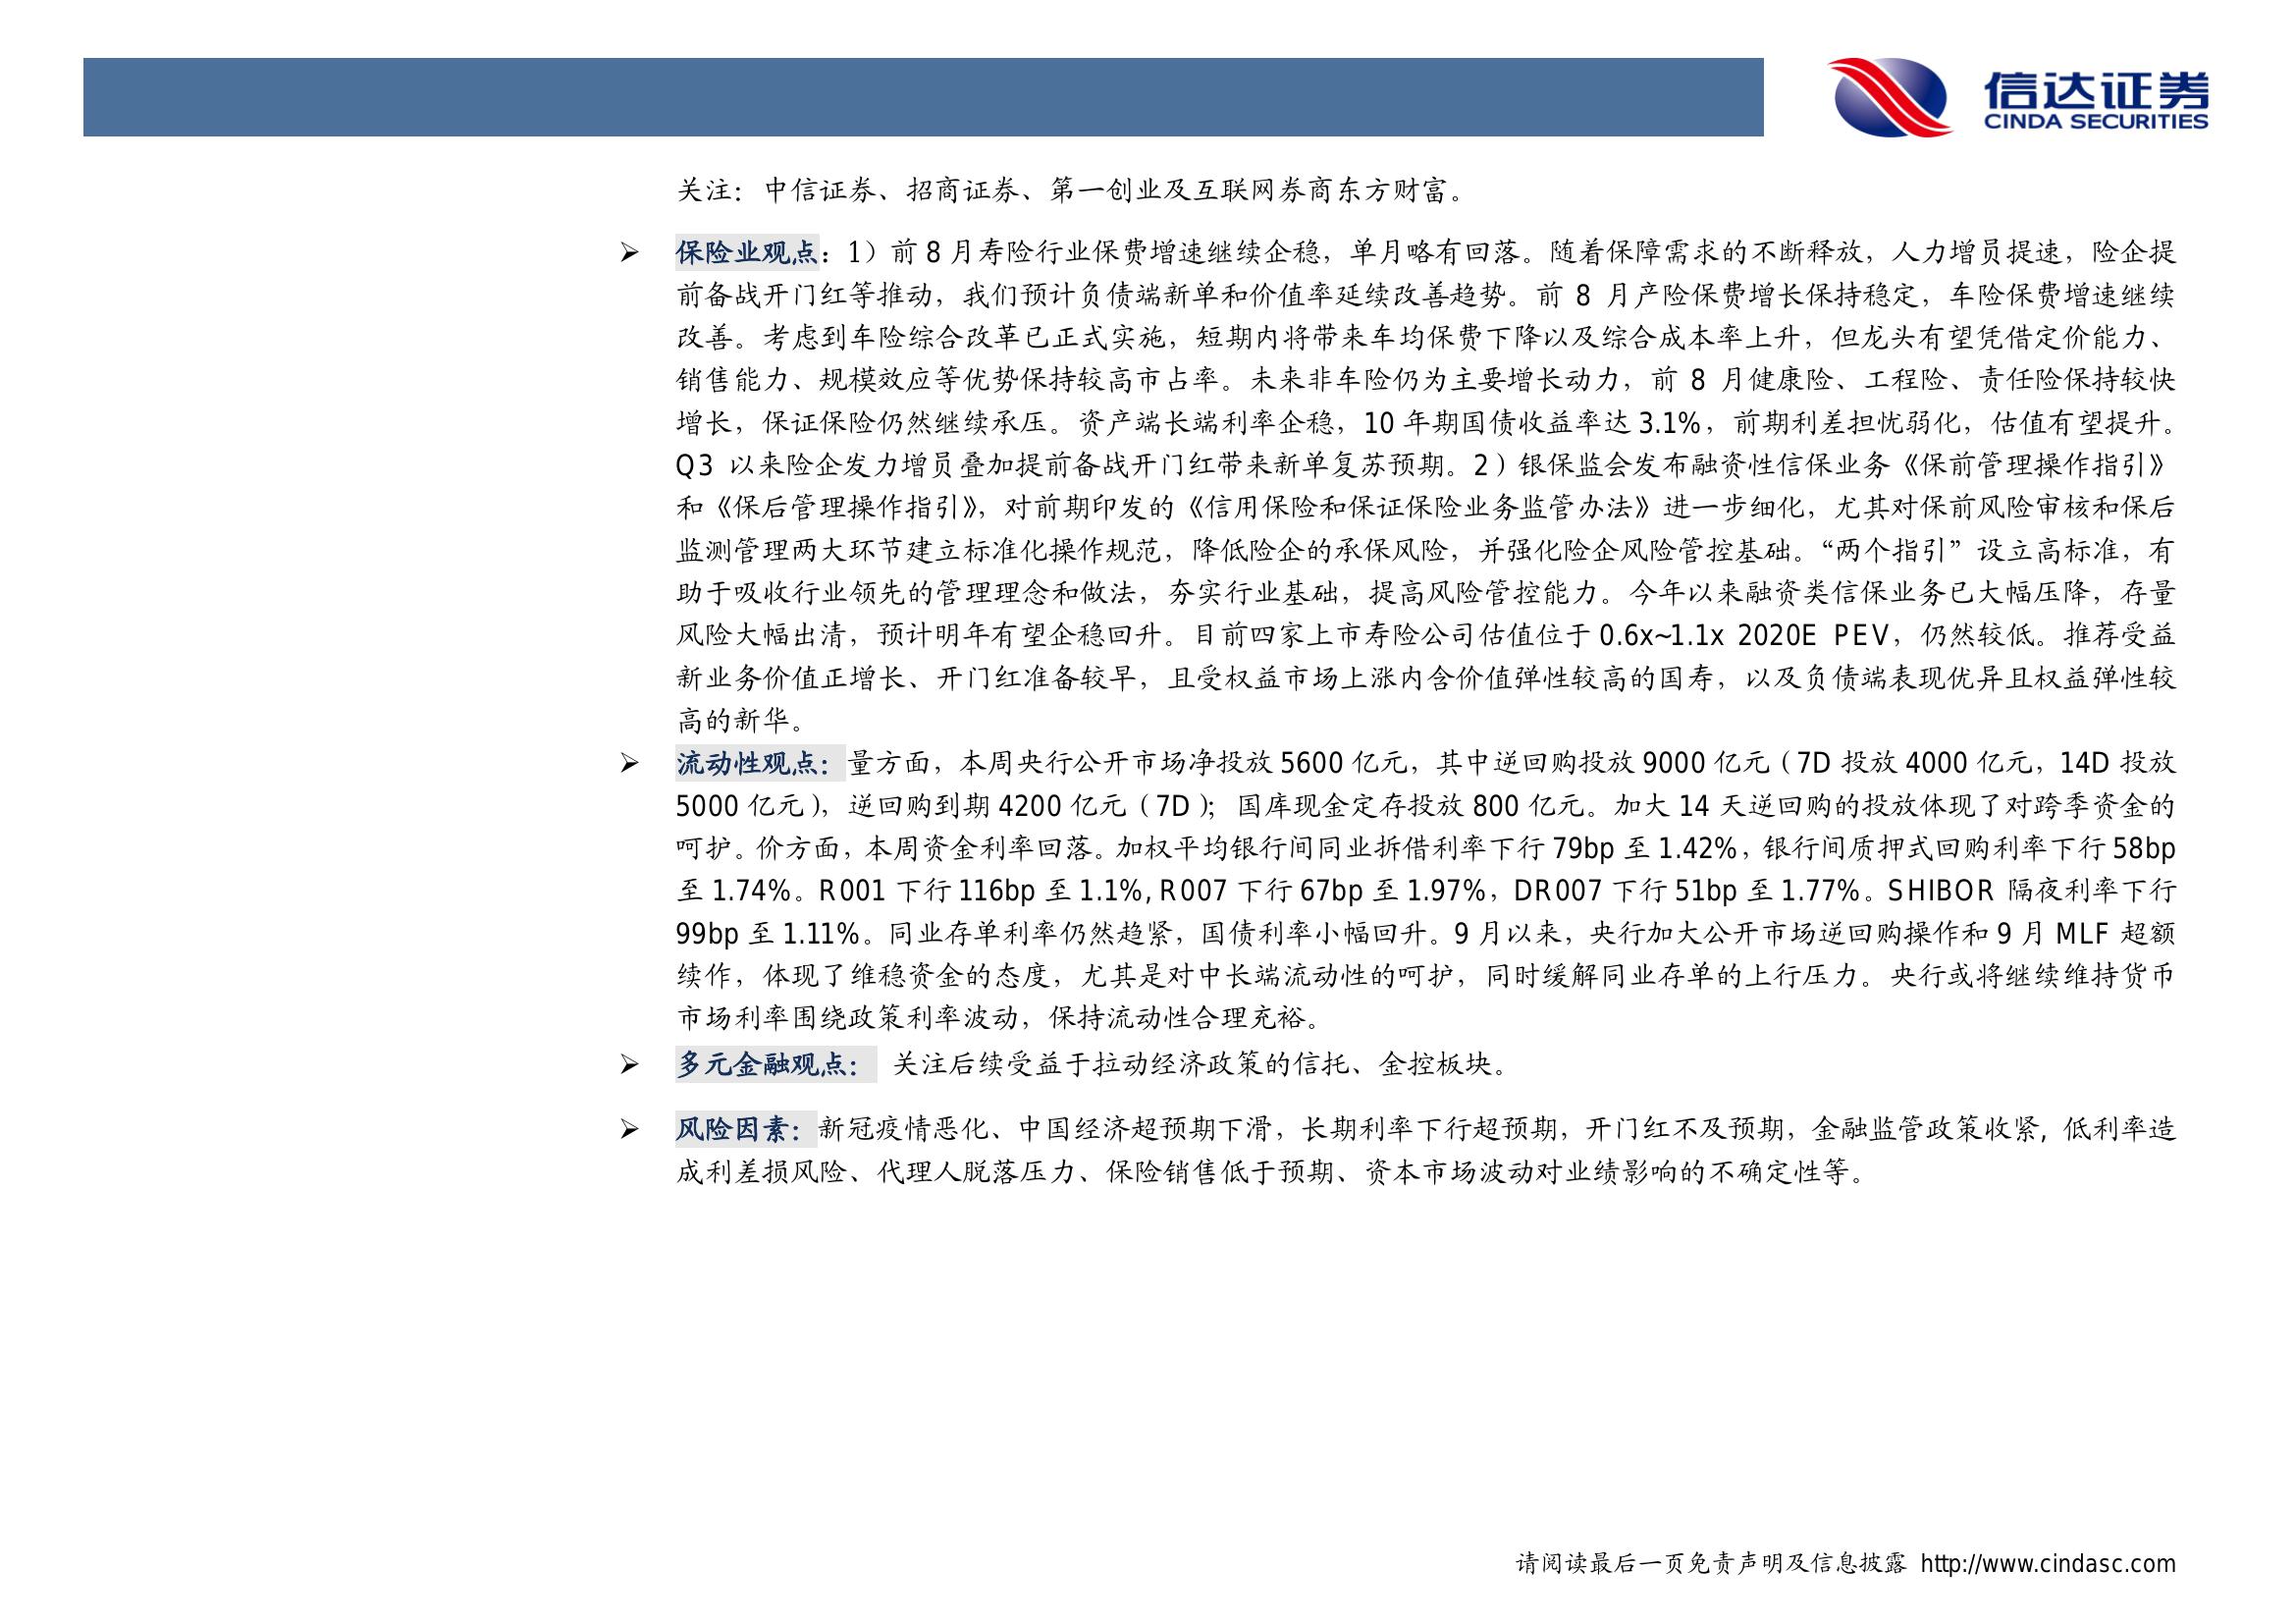 信达证券
CINDA SECURITIES
关注：中信证券、招商证券、第一创业及互联网券商东方财富。
➢ 保险业观点：1）前 8 月寿险行业保费增速继续企稳，单月略有回落。随着保障需求的不断释放，人力增员提速，险企提
前备战开门红等推动，我们预计负债端新单和价值率延续改善趋势。前 8 月产险保费增长保持稳定，车险保费增速继续
改善。考虑到车险综合改革已正式实施，短期内将带来车均保费下降以及综合成本率上升，但龙头有望凭借定价能力、
销售能力、规模效应等优势保持较高市占率。未来非车险仍为主要增长动力，前 8 月健康险、工程险、责任险保持较快
增长，保证保险仍然继续承压。资产端长端利率企稳，10 年期国债收益率达 3.1%，前期利差担忧弱化，估值有望提升。
Q3 以来险企发力增员叠加提前备战开门红带来新单复苏预期。2）银保监会发布融资性信保业务《保前管理操作指引》
和《保后管理操作指引》，对前期印发的《信用保险和保证保险业务监管办法》进一步细化，尤其对保前风险审核和保后
监测管理两大环节建立标准化操作规范，降低险企的承保风险，并强化险企风险管控基础。“两个指引”设立高标准，有
助于吸收行业领先的管理理念和做法，夯实行业基础，提高风险管控能力。今年以来融资类信保业务已大幅压降，存量
风险大幅出清，预计明年有望企稳回升。目前四家上市寿险公司估值位于 0.6x~1.1x 2020E PEV，仍然较低。推荐受益
新业务价值正增长、开门红准备较早，且受权益市场上涨内含价值弹性较高的国寿，以及负债端表现优异且权益弹性较
高的新华。
➢ 流动性观点：量方面，本周央行公开市场净投放 5600 亿元，其中逆回购投放 9000 亿元（7D 投放 4000 亿元，14D 投放
5000 亿元），逆回购到期 4200 亿元（7D）；国库现金定存投放 800 亿元。加大 14 天逆回购的投放体现了对跨季资金的
呵护。价方面，本周资金利率回落。加权平均银行间同业拆借利率下行 79bp 至 1.42%，银行间质押式回购利率下行 58bp
至 1.74%。R001 下行 116bp 至 1.1%, R007 下行 67bp 至 1.97%，DR007 下行 51bp 至 1.77%。SHIBOR 隔夜利率下行
99bp 至 1.11%。同业存单利率仍然趋紧，国债利率小幅回升。9 月以来，央行加大公开市场逆回购操作和 9 月 MLF 超额
续作，体现了维稳资金的态度，尤其是对中长端流动性的呵护，同时缓解同业存单的上行压力。央行或将继续维持货币
市场利率围绕政策利率波动，保持流动性合理充裕。
➢ 多元金融观点： 关注后续受益于拉动经济政策的信托、金控板块。
➢ 风险因素：新冠疫情恶化、中国经济超预期下滑，长期利率下行超预期，开门红不及预期，金融监管政策收紧, 低利率造
成利差损风险、代理人脱落压力、保险销售低于预期、资本市场波动对业绩影响的不确定性等。
请阅读最后一页免责声明及信息披露 http://www.cindasc.com